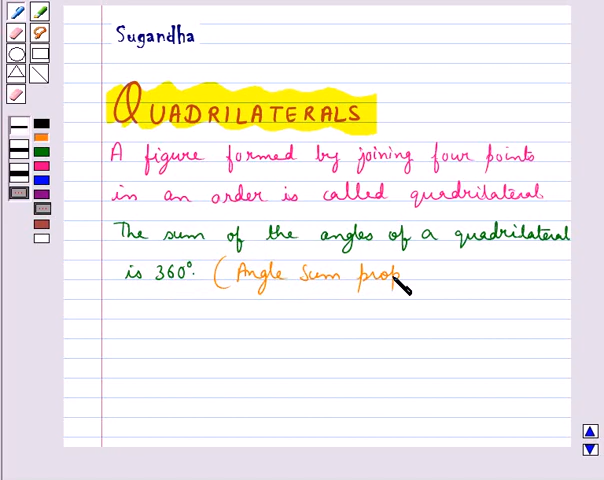 Sugandha
QUADRILATERALS
A figure formed by joining four points
in an order is called quadrilateral
The sum of the angles of a quadrilateral
is 360°. (Angle Sum prop